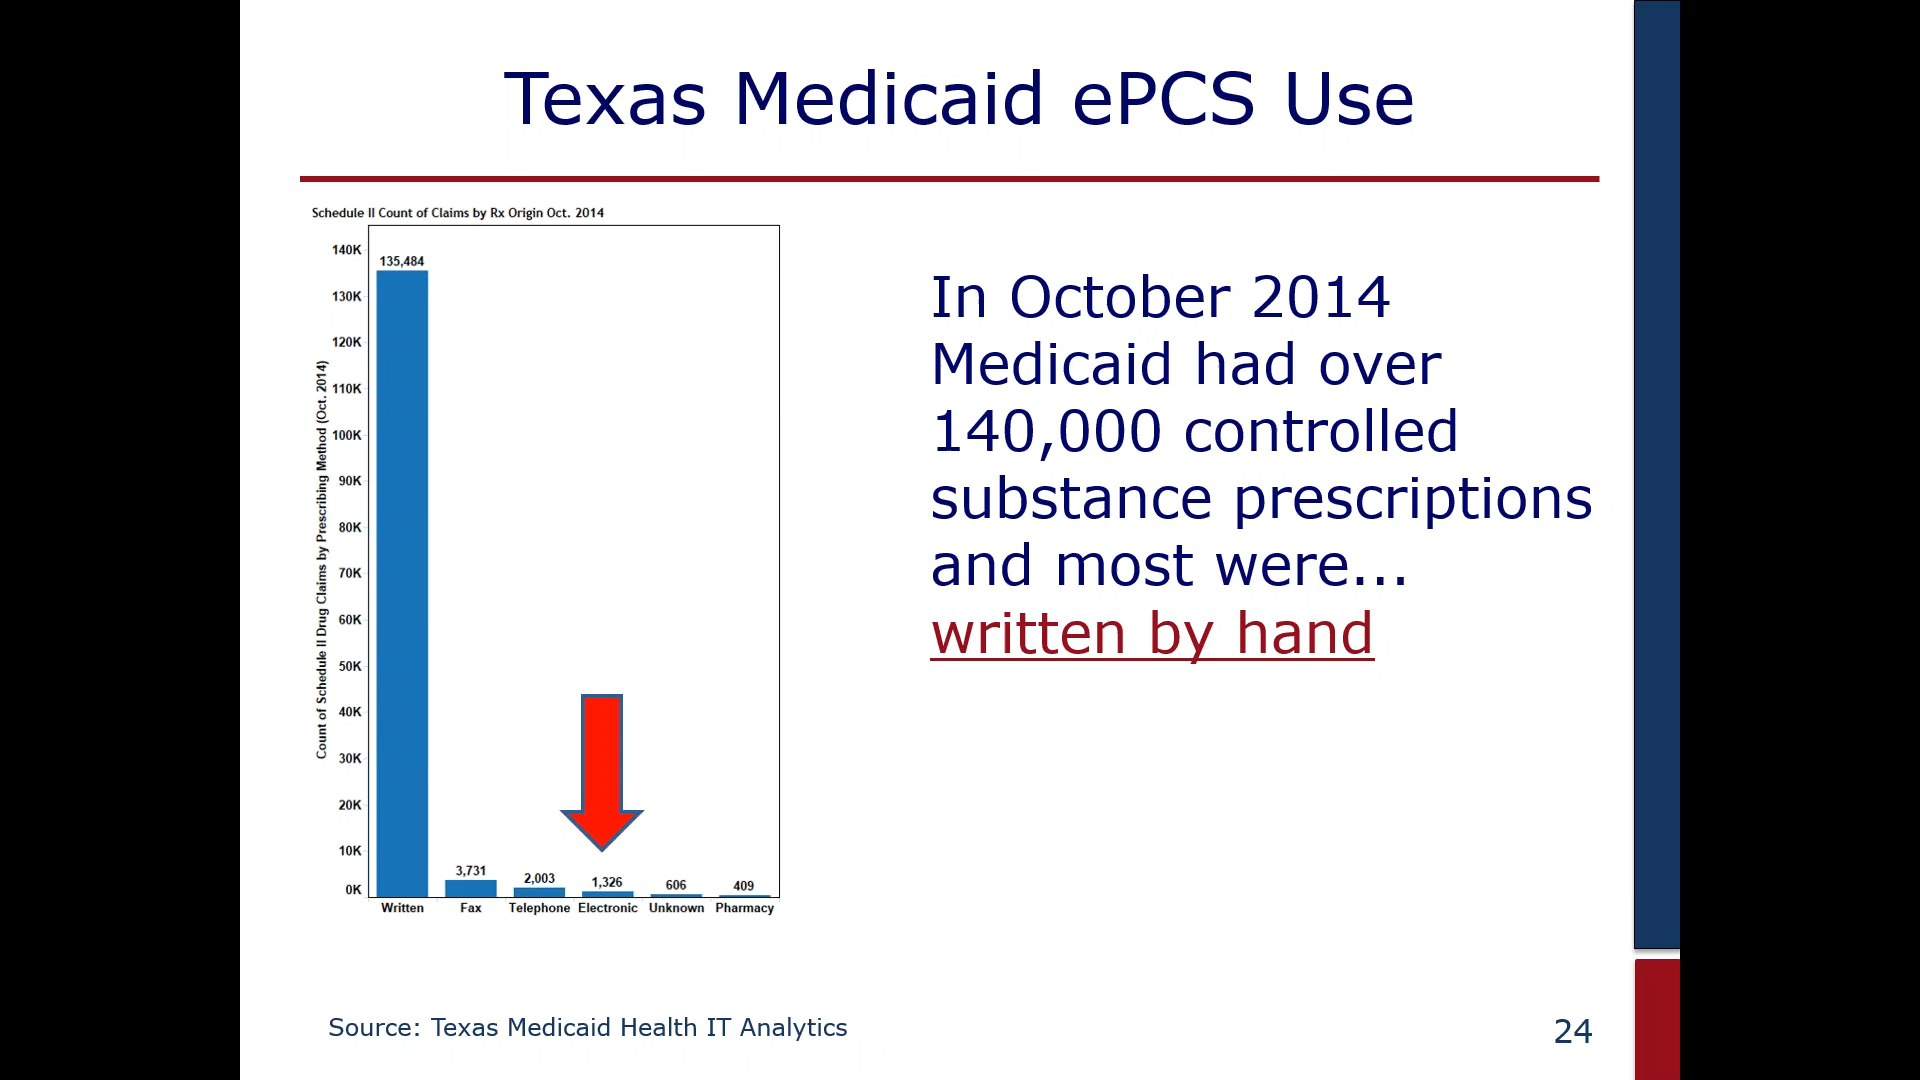 Texas Medicaid ePCS Use
Schedule II Count of Claims by Rx Origin Oct. 2014
Count of Schedule II Drug Claims by Prescribing Method (Oct. 2014)
140K
130K
120K
110K
100K
90K
80K
70K
60K
50K
40K
30K
20K
10K
0K
135,484
3,731
2,003
1,326
606
409
Written Fax Telephone Electronic Unknown Pharmacy
In October 2014
Medicaid had over
140,000 controlled
substance prescriptions
and most were...
written by hand
Source: Texas Medicaid Health IT Analytics
24